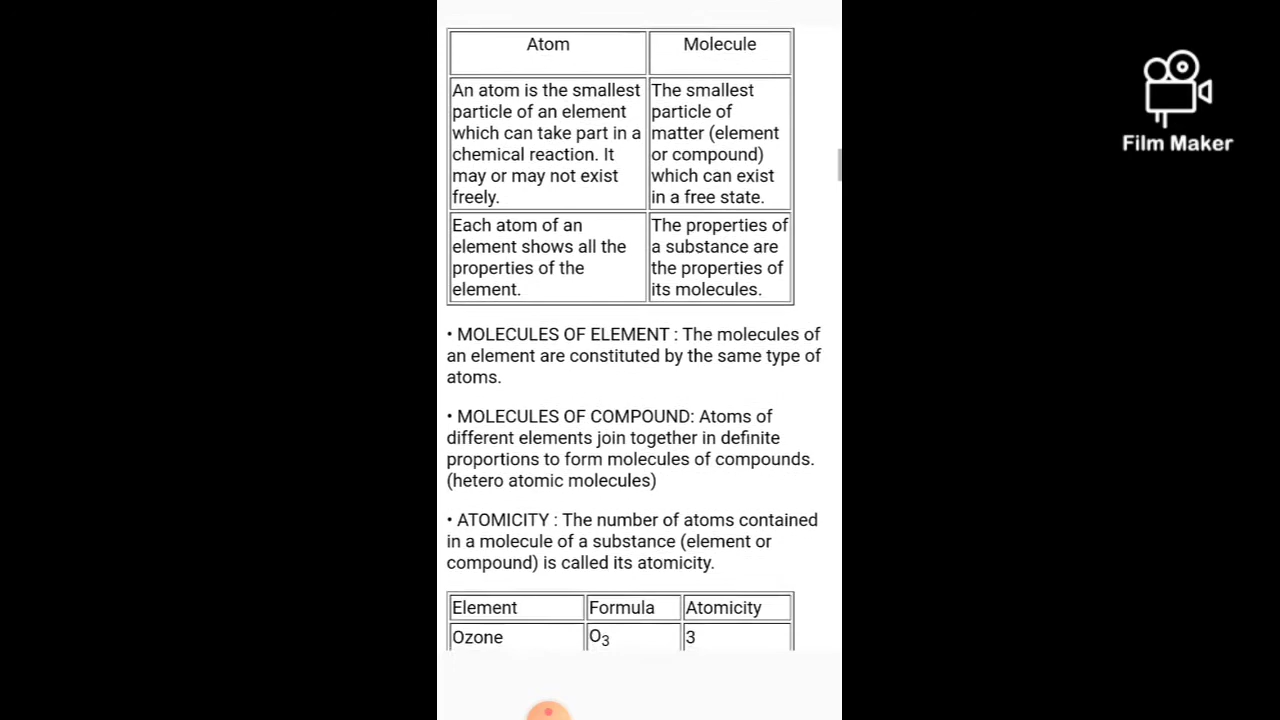 Atom
Molecule
An atom is the smallest
particle of an element
which can take part in a
chemical reaction. It
may or may not exist
freely.
The smallest
particle of
matter (element
or compound)
which can exist
in a free state.
Each atom of an
element shows all the
properties of the
element.
The properties of
a substance are
the properties of
its molecules.
• MOLECULES OF ELEMENT : The molecules of
an element are constituted by the same type of
atoms.
• MOLECULES OF COMPOUND: Atoms of
different elements join together in definite
proportions to form molecules of compounds.
(hetero atomic molecules)
• ATOMICITY : The number of atoms contained
in a molecule of a substance (element or
compound) is called its atomicity.
Element Formula Atomicity
Ozone O₃ 3
Film Maker